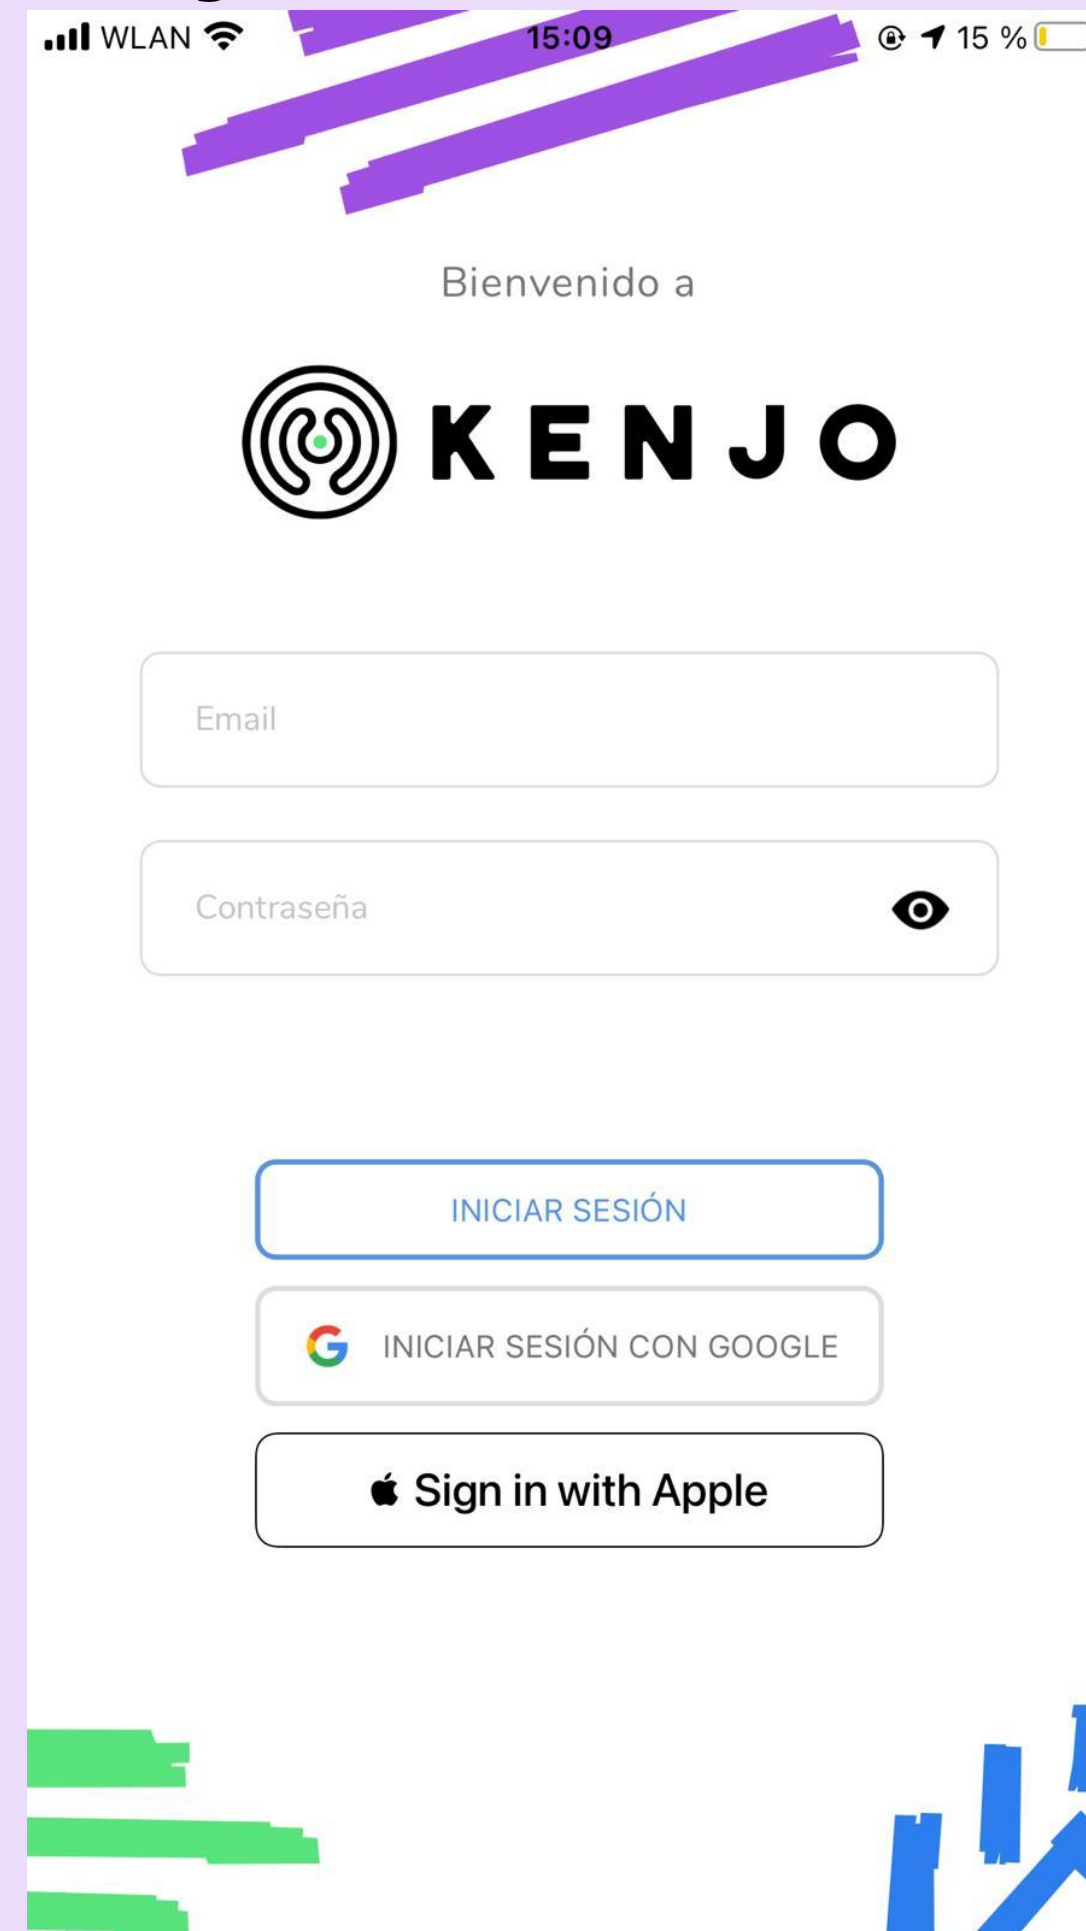 WLAN 15:09 15 %
Bienvenido a
KENJO
Email
Contraseña
INICIAR SESIÓN
INICIAR SESIÓN CON GOOGLE
Sign in with Apple